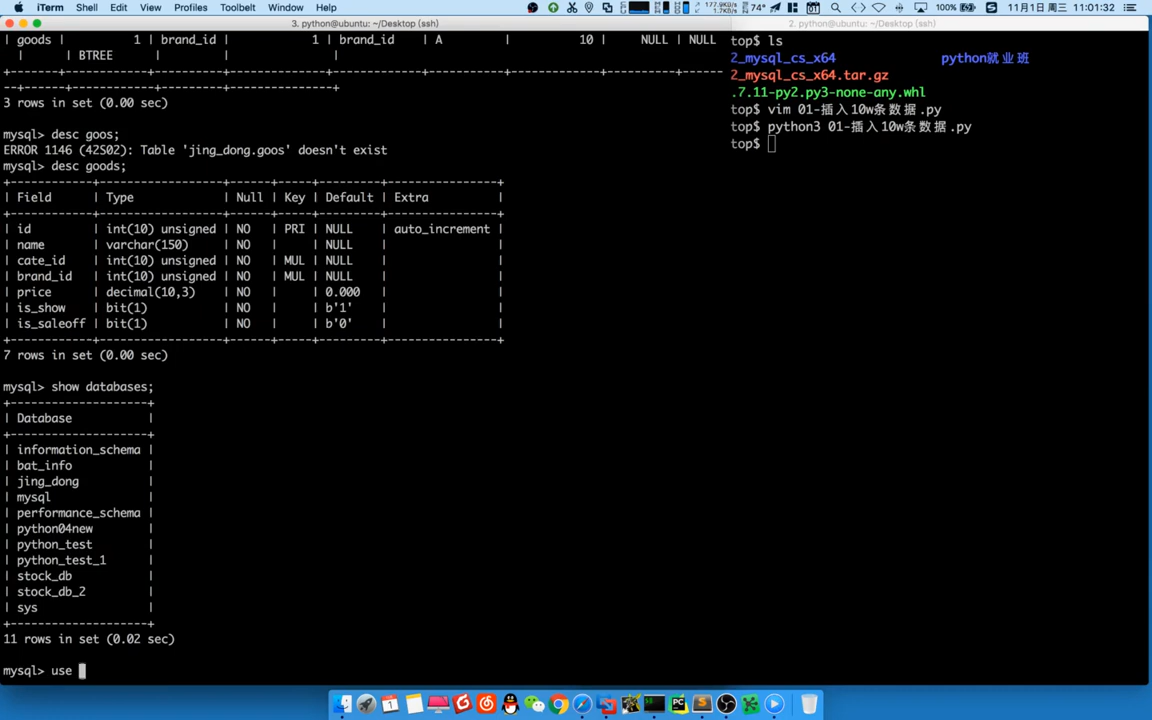 iTerm Shell Edit View Profiles Toolbelt Window Help 177.9KB/s 1.7KB/s 74° 100% 11月1日 周三 11:01:32
3. python@ubuntu: ~/Desktop (ssh)
2. python@ubuntu: ~/Desktop (ssh)
| goods | 1 | brand_id | 1 | brand_id | A | 10 | NULL | NULL
| | BTREE | | |
+-----------+
3 rows in set (0.00 sec)
mysql> desc goos;
ERROR 1146 (42S02): Table 'jing_dong.goos' doesn't exist
mysql> desc goods;
+------------+------------------+------+-----+---------+----------------+
| Field | Type | Null | Key | Default | Extra |
+------------+------------------+------+-----+---------+----------------+
| id | int(10) unsigned | NO | PRI | NULL | auto_increment |
| name | varchar(150) | NO | | NULL | |
| cate_id | int(10) unsigned | NO | MUL | NULL | |
| brand_id | int(10) unsigned | NO | MUL | NULL | |
| price | decimal(10,3) | NO | | 0.000 | |
| is_show | bit(1) | NO | | b'1' | |
| is_saleoff | bit(1) | NO | | b'0' | |
+------------+------------------+------+-----+---------+----------------+
7 rows in set (0.00 sec)
mysql> show databases;
+--------------------+
| Database |
+--------------------+
| information_schema |
| bat_info |
| jing_dong |
| mysql |
| performance_schema |
| python04new |
| python_test |
| python_test_1 |
| stock_db |
| stock_db_2 |
| sys |
+--------------------+
11 rows in set (0.02 sec)
mysql> use
top$ ls
2_mysql_cs_x64 python就业班
2_mysql_cs_x64.tar.gz
.7.11-py2.py3-none-any.whl
top$ vim 01-插入10w条数据.py
top$ python3 01-插入10w条数据.py
top$